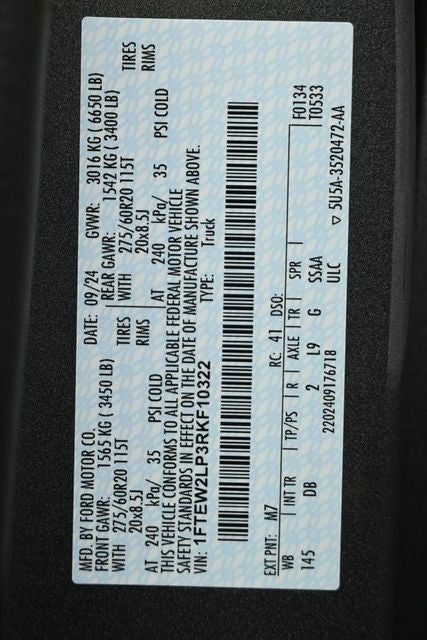 MFD. BY FORD MOTOR CO. DATE: 09/24 GVWR: 3016 KG ( 6650 LB)
FRONT GAWR: 1565 KG ( 3450 LB) REAR GAWR: 1542 KG ( 3400 LB)
WITH 275/60R20 115T TIRES WITH 275/60R20 115T TIRES
20x8.5J RIMS 20x8.5J RIMS
AT 240 kPa/ 35 PSI COLD AT 240 kPa/ 35 PSI COLD
THIS VEHICLE CONFORMS TO ALL APPLICABLE FEDERAL MOTOR VEHICLE
SAFETY STANDARDS IN EFFECT ON THE DATE OF MANUFACTURE SHOWN ABOVE.
VIN: 1FTEW2LP3RKF10322 TYPE: Truck
EXT PNT: M7 RC: 41 DSO: F0134
WB INT TR TP/PS R AXLE TR SPR T0533
145 DB 2 L9 G SSAA
2202409176718 ULC ▽ 5U5A-3520472-AA